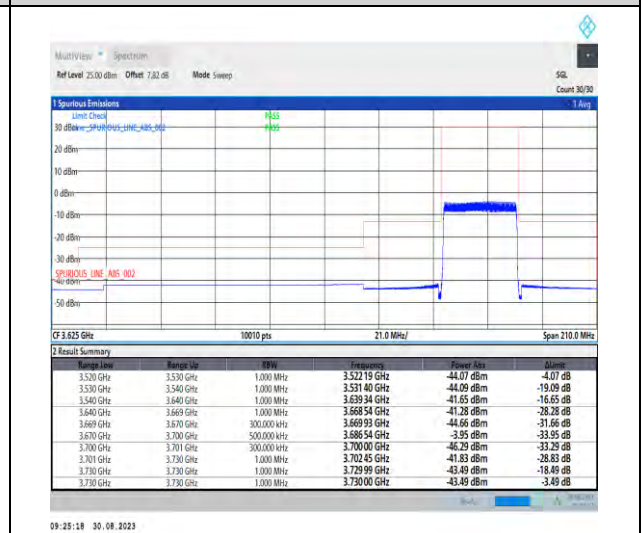 MultiView Spectrum
Ref Level 25.00 dBm Offset 7.82 dB Mode Sweep SGL
Count 30/30
1 Spurious Emissions 1 Avg
Limit Check PASS
30 dBm _SPURIOUS_LINE_ABS_002 PASS
20 dBm
10 dBm
0 dBm
-10 dBm
-20 dBm
-30 dBm
SPURIOUS_LINE_ABS_002
-40 dBm
-50 dBm
CF 3.625 GHz 10010 pts 21.0 MHz/ Span 210.0 MHz
2 Result Summary
Range Low Range Up RBW Frequency Power Abs ΔLimit
3.520 GHz 3.530 GHz 1.000 MHz 3.522 19 GHz -44.07 dBm -4.07 dB
3.530 GHz 3.540 GHz 1.000 MHz 3.531 40 GHz -44.09 dBm -19.09 dB
3.540 GHz 3.640 GHz 1.000 MHz 3.639 34 GHz -41.65 dBm -16.65 dB
3.640 GHz 3.669 GHz 1.000 MHz 3.668 54 GHz -41.28 dBm -28.28 dB
3.669 GHz 3.670 GHz 300.000 kHz 3.669 93 GHz -44.66 dBm -31.66 dB
3.670 GHz 3.700 GHz 500.000 kHz 3.686 54 GHz -3.95 dBm -33.95 dB
3.700 GHz 3.701 GHz 300.000 kHz 3.700 00 GHz -46.29 dBm -33.29 dB
3.701 GHz 3.730 GHz 1.000 MHz 3.702 45 GHz -41.83 dBm -28.83 dB
3.730 GHz 3.730 GHz 1.000 MHz 3.729 99 GHz -43.49 dBm -18.49 dB
3.730 GHz 3.730 GHz 1.000 MHz 3.730 00 GHz -43.49 dBm -3.49 dB
09:25:18 30.08.2023